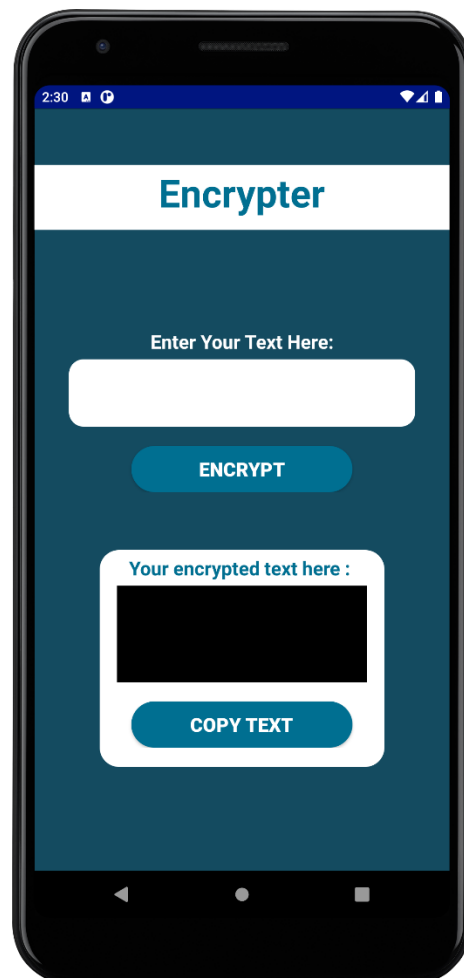 2:30
Encrypter
Enter Your Text Here:
ENCRYPT
Your encrypted text here :
COPY TEXT